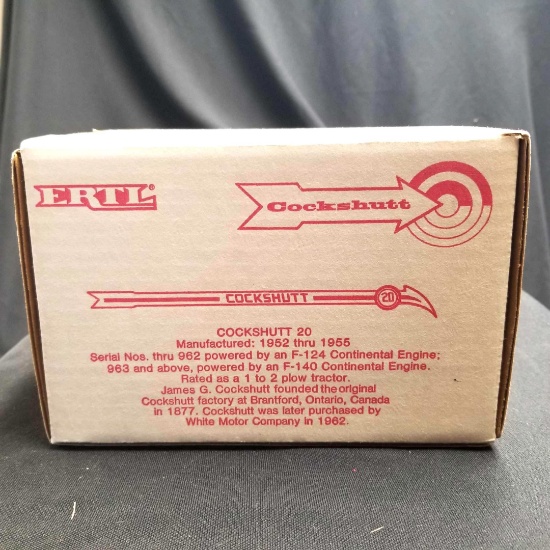 ERTL®
Cockshutt
COCKSHUTT 20
COCKSHUTT 20
Manufactured: 1952 thru 1955
Serial Nos. thru 962 powered by an F-124 Continental Engine;
963 and above, powered by an F-140 Continental Engine.
Rated as a 1 to 2 plow tractor.
James G. Cockshutt founded the original
Cockshutt factory at Brantford, Ontario, Canada
in 1877. Cockshutt was later purchased by
White Motor Company in 1962.